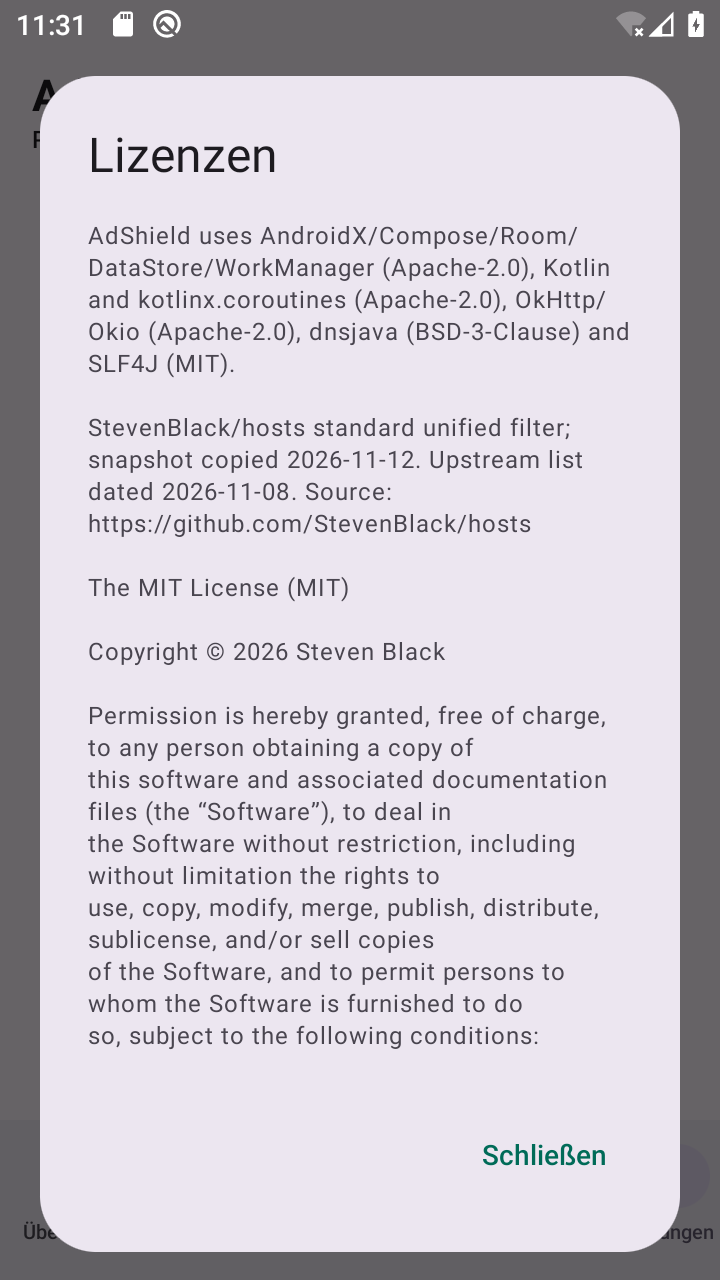 11:31
Lizenzen
AdShield uses AndroidX/Compose/Room/
DataStore/WorkManager (Apache-2.0), Kotlin
and kotlinx.coroutines (Apache-2.0), OkHttp/
Okio (Apache-2.0), dnsjava (BSD-3-Clause) and
SLF4J (MIT).
StevenBlack/hosts standard unified filter;
snapshot copied 2026-11-12. Upstream list
dated 2026-11-08. Source:
https://github.com/StevenBlack/hosts
The MIT License (MIT)
Copyright © 2026 Steven Black
Permission is hereby granted, free of charge,
to any person obtaining a copy of
this software and associated documentation
files (the “Software”), to deal in
the Software without restriction, including
without limitation the rights to
use, copy, modify, merge, publish, distribute,
sublicense, and/or sell copies
of the Software, and to permit persons to
whom the Software is furnished to do
so, subject to the following conditions:
Schließen